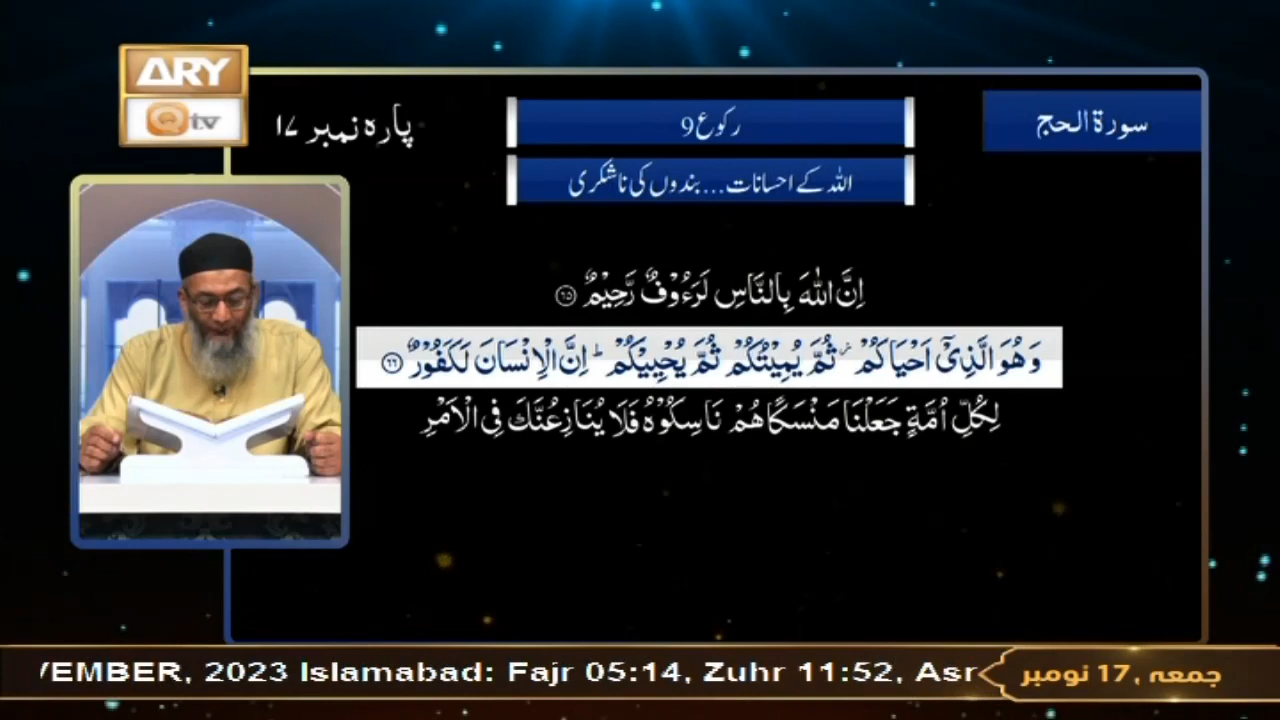 ARY
Qtv
پارہ نمبر ۱۷
رکوع 9
سورۃ الحج
اللہ کے احسانات...بندوں کی ناشکری
اِنَّ اللّٰهَ بِالنَّاسِ لَرَءُوْفٌ رَّحِيْمٌ ﴿۶۵﴾
وَ هُوَ الَّذِيْۤ اَحْيَاكُمْ ۫ ثُمَّ يُمِيْتُكُمْ ثُمَّ يُحْيِيْكُمْ ؕ اِنَّ الْاِنْسَانَ لَكَفُوْرٌ ﴿۶۶﴾
لِكُلِّ اُمَّةٍ جَعَلْنَا مَنْسَكًا هُمْ نَاسِكُوْهُ فَلَا يُنَازِعُنَّكَ فِي الْاَمْرِ
VEMBER, 2023 Islamabad: Fajr 05:14, Zuhr 11:52, Asr
جمعہ ,17 نومبر